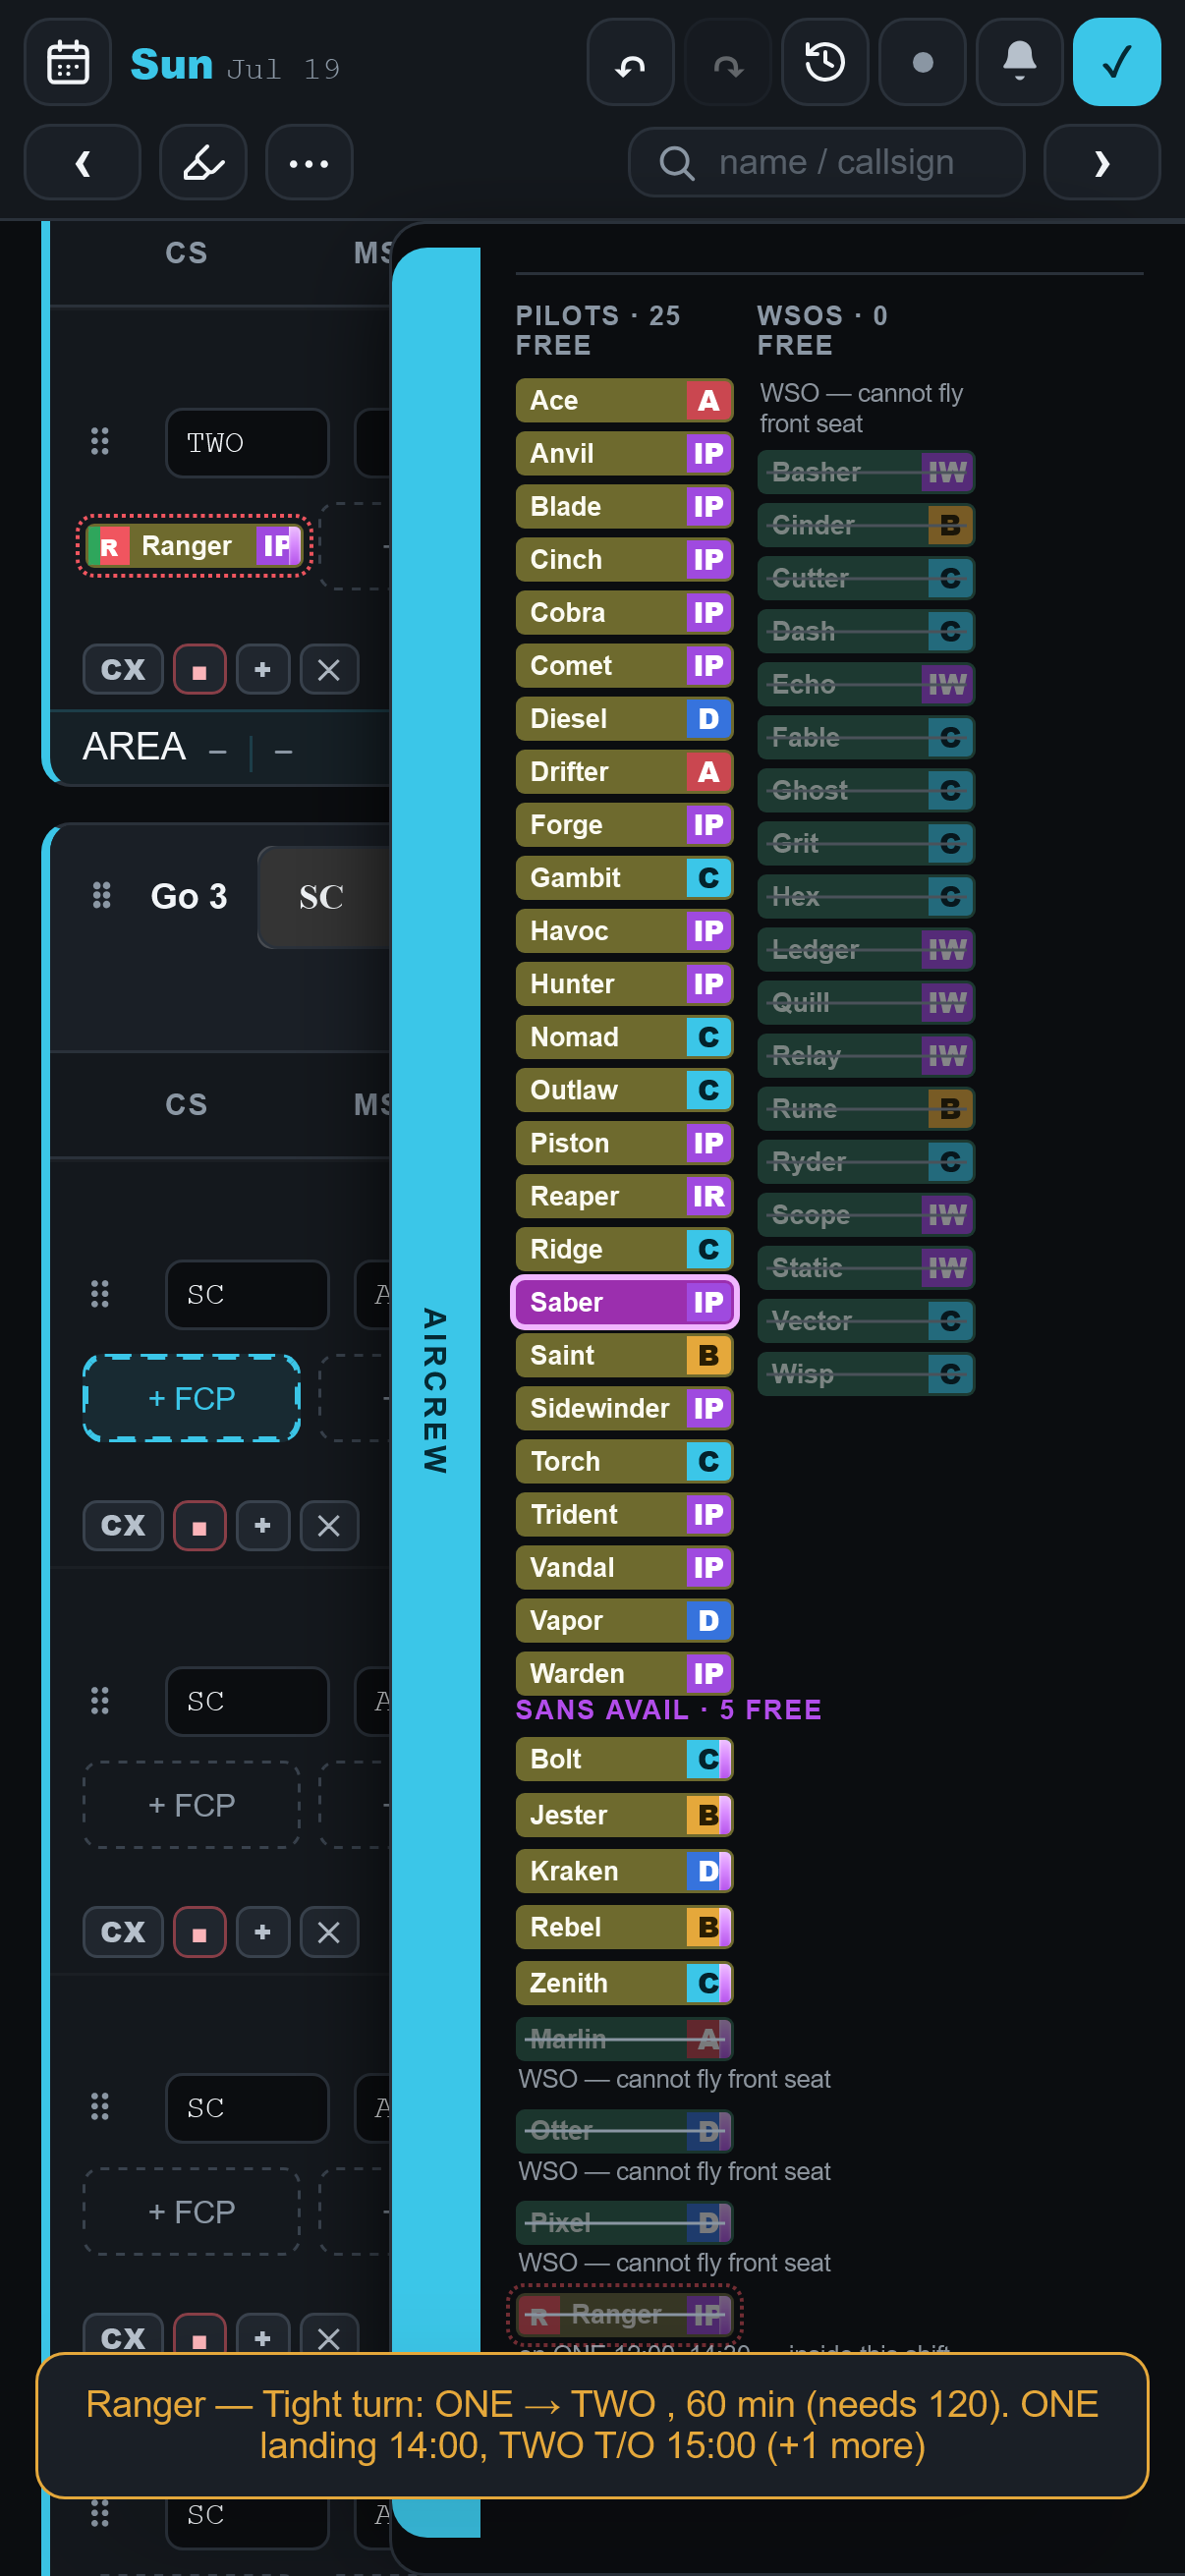 Sun Jul 19
name / callsign
CS MS
TWO
R Ranger IP
CX + ×
AREA – | –
Go 3 SC
CS MS
SC A
+ FCP
CX + ×
SC A
+ FCP
CX + ×
SC A
+ FCP
CX + ×
SC A
AIRCREW
PILOTS · 25
FREE
Ace A
Anvil IP
Blade IP
Cinch IP
Cobra IP
Comet IP
Diesel D
Drifter A
Forge IP
Gambit C
Havoc IP
Hunter IP
Nomad C
Outlaw C
Piston IP
Reaper IR
Ridge C
Saber IP
Saint B
Sidewinder IP
Torch C
Trident IP
Vandal IP
Vapor D
Warden IP
WSOS · 0
FREE
WSO — cannot fly
front seat
Basher IW
Cinder B
Cutter C
Dash C
Echo IW
Fable C
Ghost C
Grit C
Hex C
Ledger IW
Quill IW
Relay IW
Rune B
Ryder C
Scope IW
Static IW
Vector C
Wisp C
SANS AVAIL · 5 FREE
Bolt C
Jester B
Kraken D
Rebel B
Zenith C
Marlin A
WSO — cannot fly front seat
Otter D
WSO — cannot fly front seat
Pixel D
WSO — cannot fly front seat
R Ranger IP
Ranger — Tight turn: ONE → TWO , 60 min (needs 120). ONE
landing 14:00, TWO T/O 15:00 (+1 more)